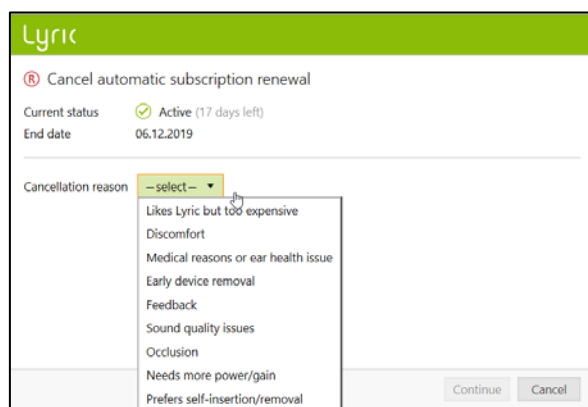 Lyric
R Cancel automatic subscription renewal
Current status Active (17 days left)
End date 06.12.2019
Cancellation reason —select—
Likes Lyric but too expensive
Discomfort
Medical reasons or ear health issue
Early device removal
Feedback
Sound quality issues
Occlusion
Needs more power/gain
Prefers self-insertion/removal
Continue Cancel